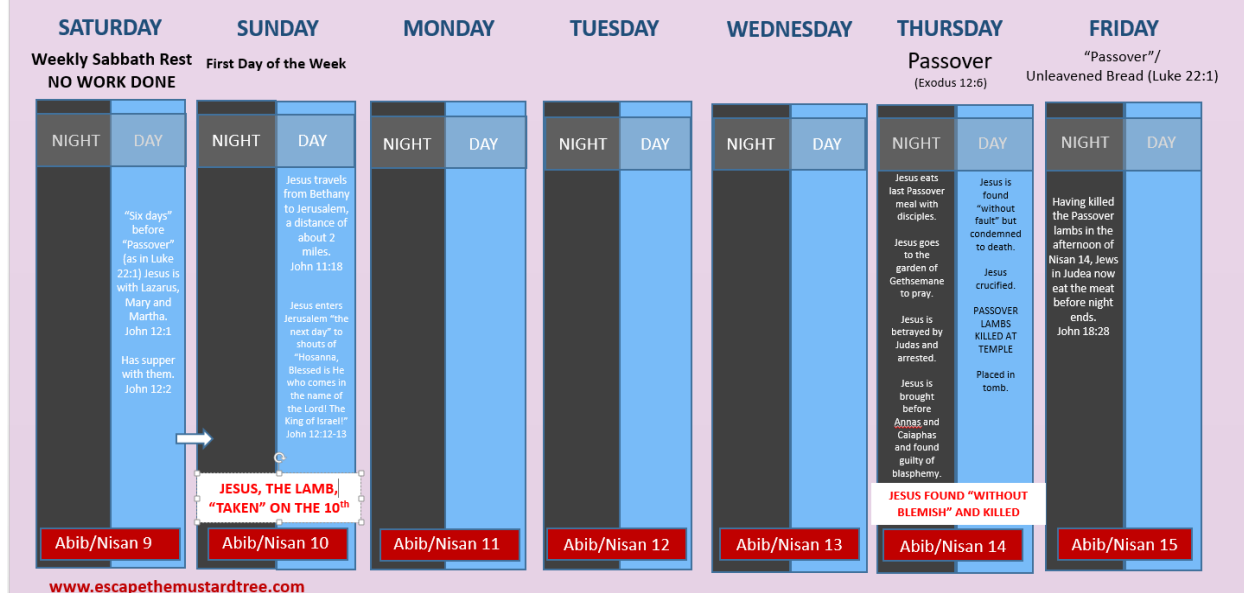 SATURDAY
Weekly Sabbath Rest
NO WORK DONE
NIGHT
DAY
"Six days"
before
"Passover"
(as in Luke
22:1) Jesus is
with Lazarus,
Mary and
Martha.
John 12:1
Has supper
with them.
John 12:2
Abib/Nisan 9
SUNDAY
First Day of the Week
NIGHT
DAY
Jesus travels
from Bethany
to Jerusalem,
a distance of
about 2
miles.
John 11:18
Jesus enters
Jerusalem "the
next day" to
shouts of
"Hosanna,
Blessed is He
who comes in
the name of
the Lord! The
King of Israel!"
John 12:12-13
JESUS, THE LAMB,
"TAKEN" ON THE 10th
Abib/Nisan 10
MONDAY
NIGHT
DAY
Abib/Nisan 11
TUESDAY
NIGHT
DAY
Abib/Nisan 12
WEDNESDAY
NIGHT
DAY
Abib/Nisan 13
THURSDAY
Passover
(Exodus 12:6)
NIGHT
DAY
Jesus eats
last Passover
meal with
disciples.
Jesus goes
to the
garden of
Gethsemane
to pray.
Jesus is
betrayed by
Judas and
arrested.
Jesus is
brought
before
Annas and
Caiaphas
and found
guilty of
blasphemy.
Jesus is
found
"without
fault" but
condemned
to death.
Jesus
crucified.
PASSOVER
LAMBS
KILLED AT
TEMPLE
Placed in
tomb.
JESUS FOUND "WITHOUT
BLEMISH" AND KILLED
Abib/Nisan 14
FRIDAY
"Passover"/
Unleavened Bread (Luke 22:1)
NIGHT
DAY
Having killed
the Passover
lambs in the
afternoon of
Nisan 14, Jews
in Judea now
eat the meat
before night
ends.
John 18:28
Abib/Nisan 15
www.escapethemustardtree.com